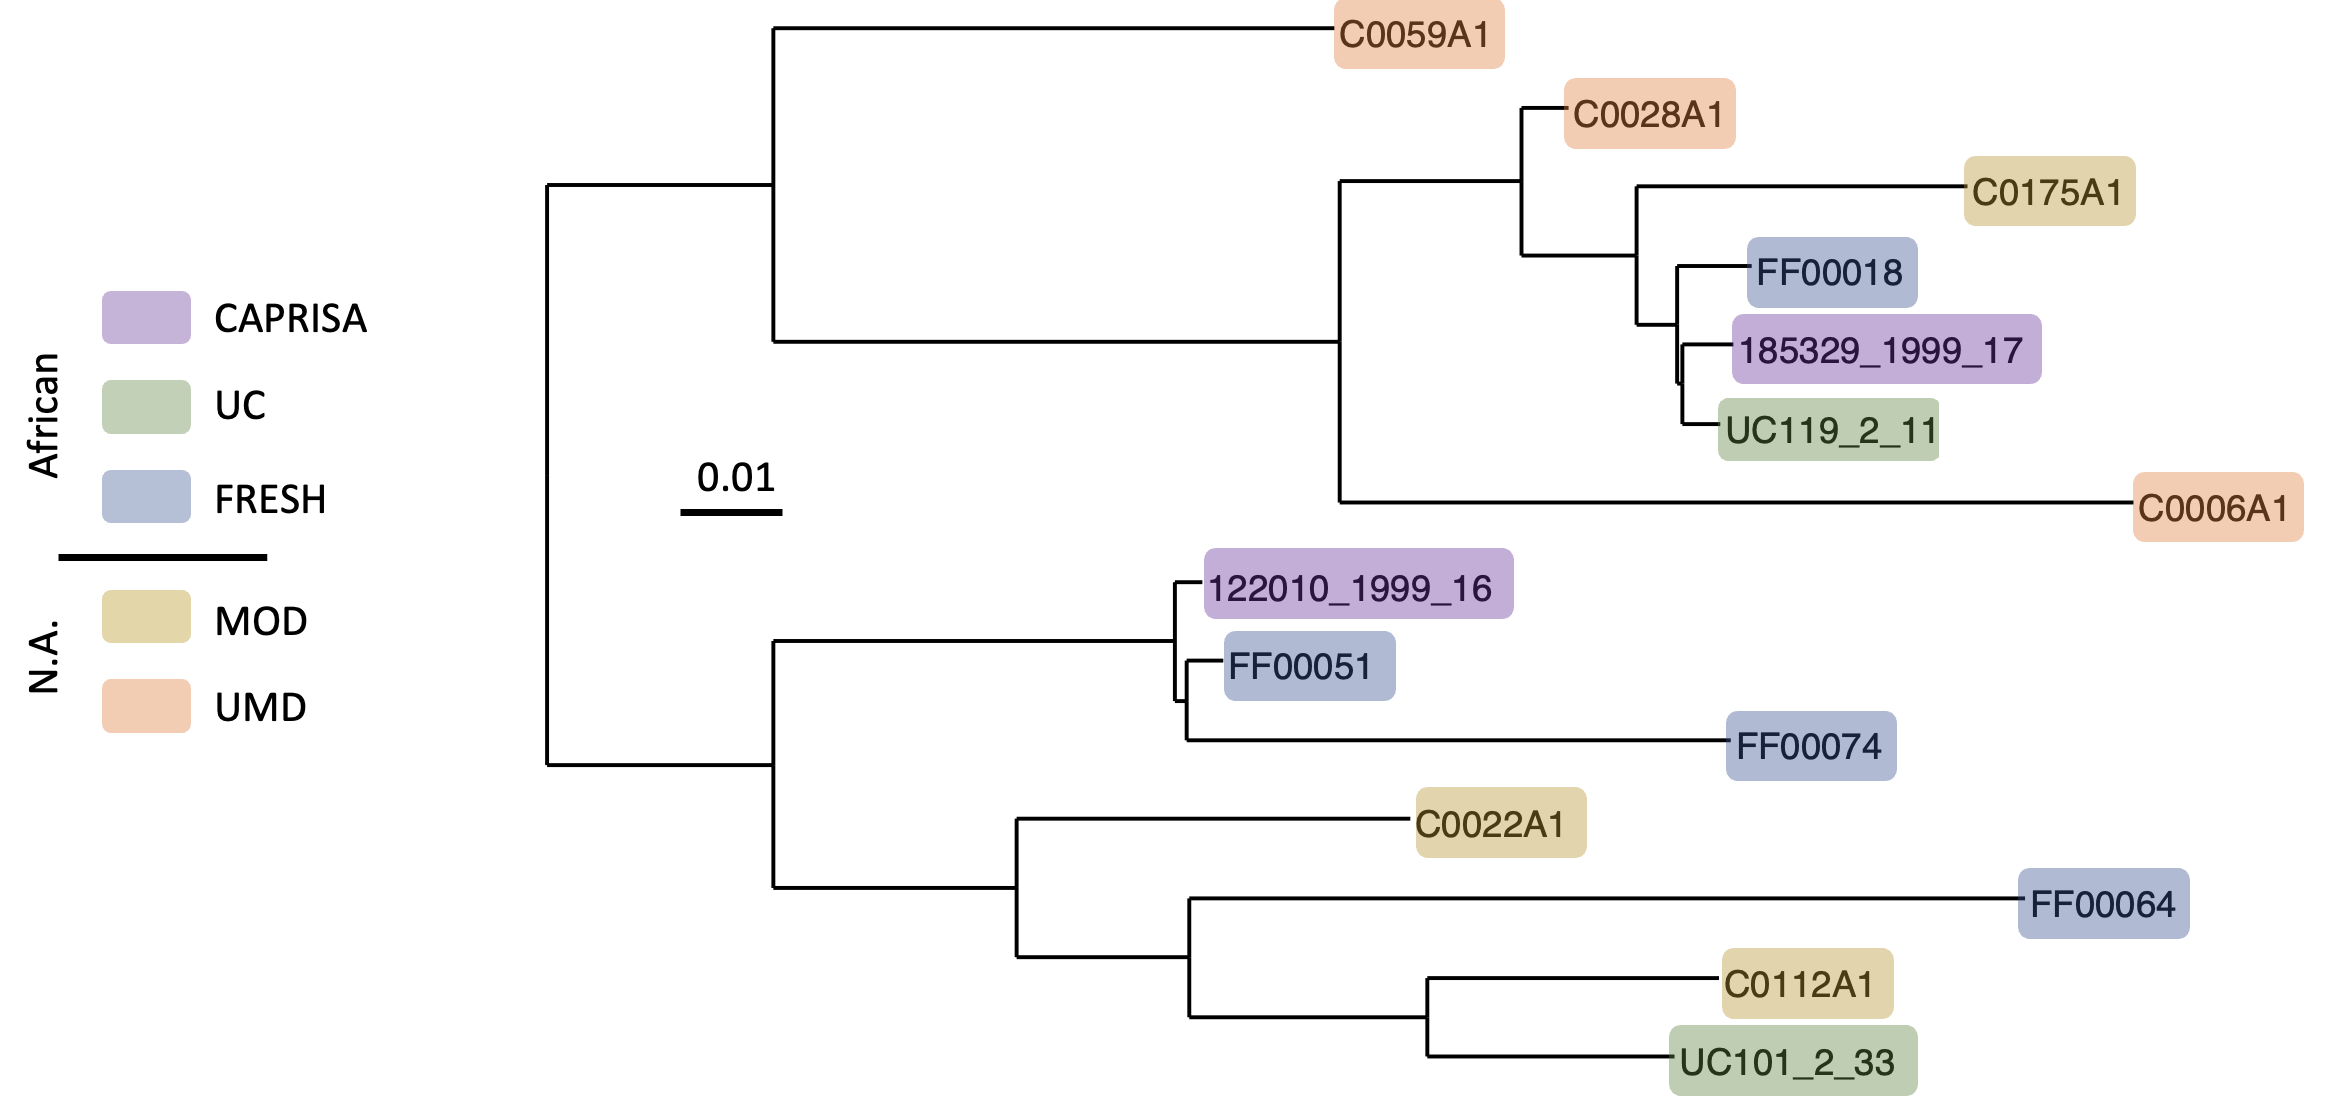 African
CAPRISA
UC
FRESH
N.A.
MOD
UMD
0.01
C0059A1
C0028A1
C0175A1
FF00018
185329_1999_17
UC119_2_11
C0006A1
122010_1999_16
FF00051
FF00074
C0022A1
FF00064
C0112A1
UC101_2_33